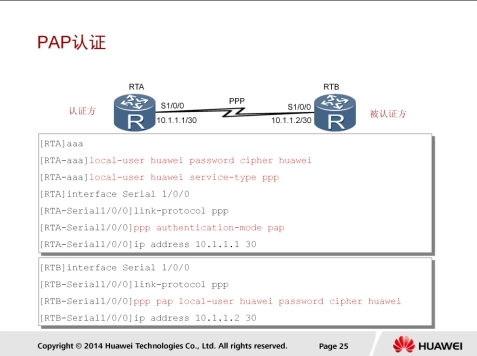 PAP认证
RTA
RTB
认证方
S1/0/0
PPP
S1/0/0
被认证方
R
10.1.1.1/30
10.1.1.2/30
R
[RTA]aaa
[RTA-aaa]local-user huawei password cipher huawei
[RTA-aaa]local-user huawei service-type ppp
[RTA]interface Serial 1/0/0
[RTA-Serial1/0/0]link-protocol ppp
[RTA-Serial1/0/0]ppp authentication-mode pap
[RTA-Serial1/0/0]ip address 10.1.1.1 30
[RTB]interface Serial 1/0/0
[RTB-Serial1/0/0]link-protocol ppp
[RTB-Serial1/0/0]ppp pap local-user huawei password cipher huawei
[RTB-Serial1/0/0]ip address 10.1.1.2 30
Copyright © 2014 Huawei Technologies Co., Ltd. All rights reserved.
Page 25
HUAWEI